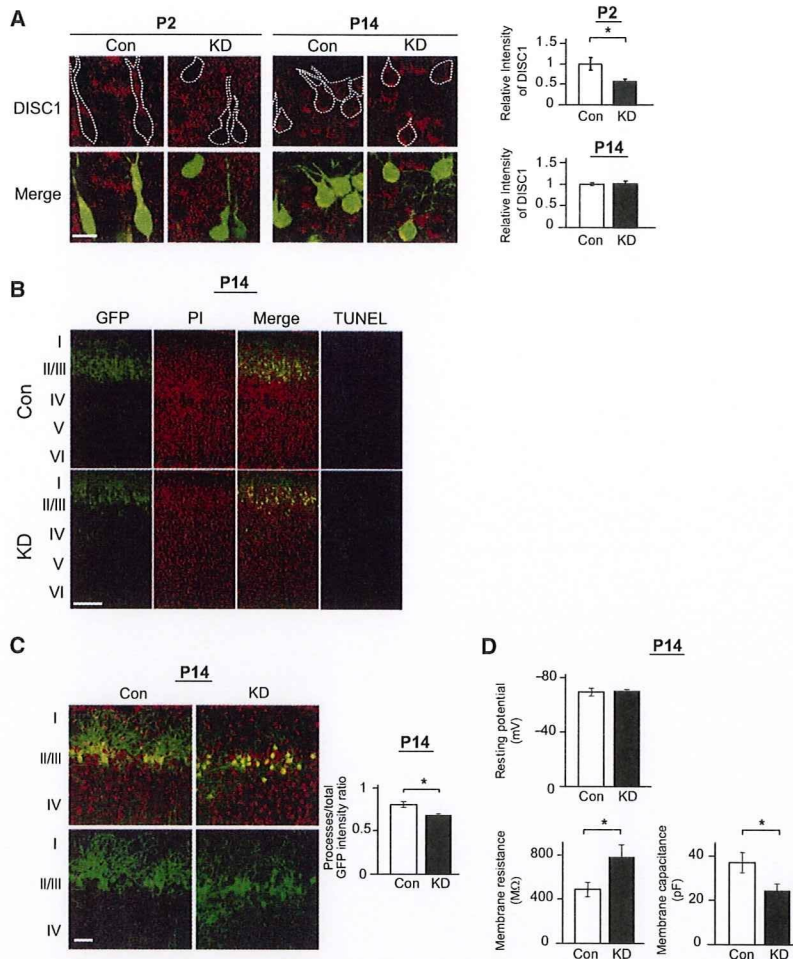 A
P2
P14
Con KD Con KD
DISC1
Merge
P2
*
Relative Intensity
of DISC1
1.5
1
0.5
0
Con KD
P14
Relative Intensity
of DISC1
1.5
1
0.5
0
Con KD
B
P14
GFP PI Merge TUNEL
Con
I
II/III
IV
V
VI
KD
I
II/III
IV
V
VI
C
P14
Con KD
I
II/III
IV
I
II/III
IV
P14
*
Processes/total
GFP intensity ratio
1
0.5
0
Con KD
D
P14
Resting potential
(mV)
-80
-40
0
Con KD
*
Membrane resistance
(MΩ)
800
400
0
Con KD
*
Membrane capacitance
(pF)
40
20
0
Con KD